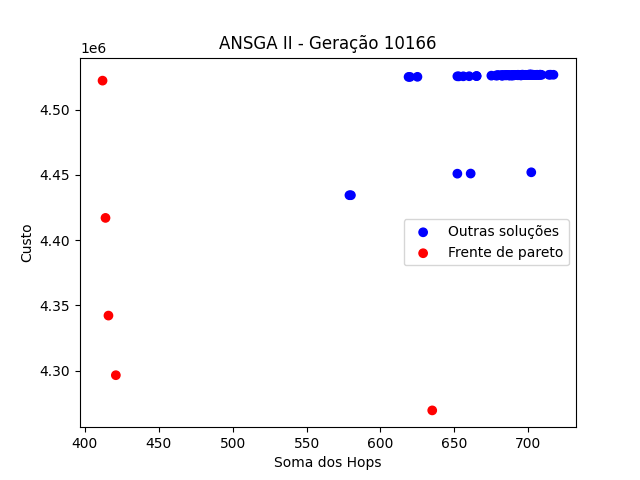 ANSGA II - Geração 10166
1e6
4.50
4.45
4.40
4.35
4.30
Custo
Outras soluções
Frente de pareto
400 450 500 550 600 650 700
Soma dos Hops